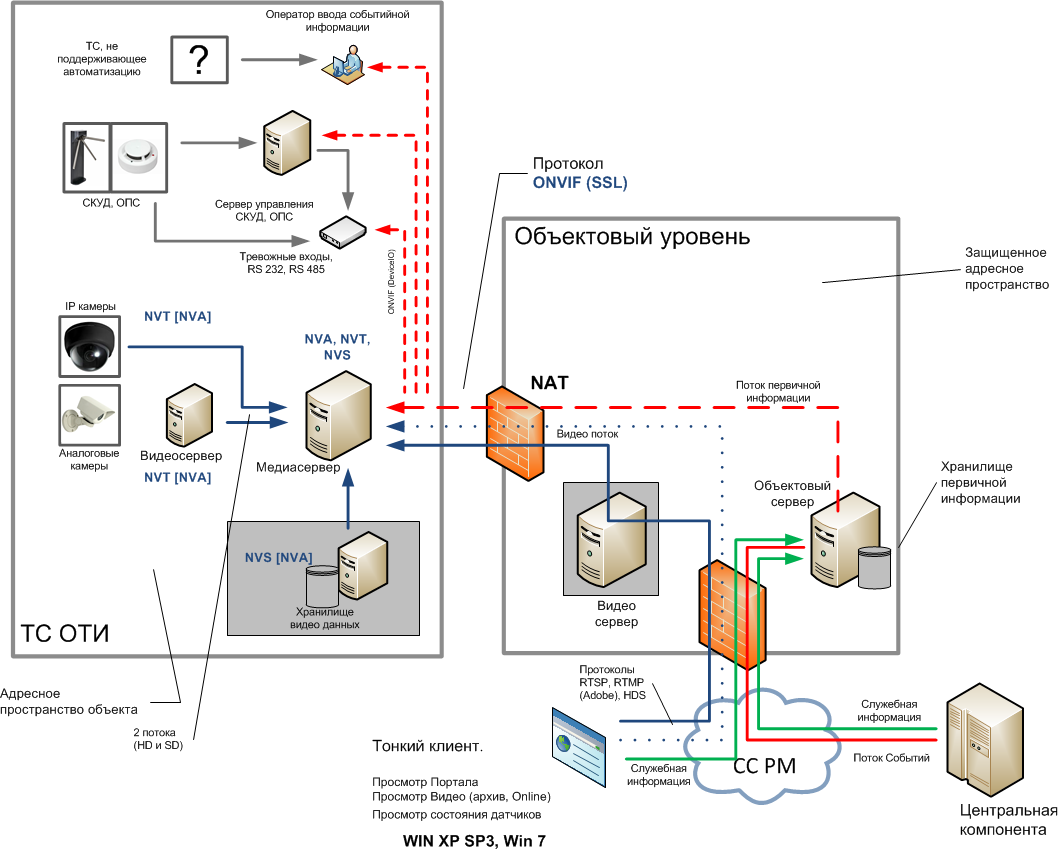 Оператор ввода событийной
информации
ТС, не
поддерживающее
автоматизацию
?
СКУД, ОПС
Сервер управления
СКУД, ОПС
Тревожные входы,
RS 232, RS 485
ONVIF (DeviceIO)
IP камеры
NVT [NVA]
NVA, NVT,
NVS
Аналоговые
камеры
Видеосервер
NVT [NVA]
Медиасервер
NVS [NVA]
Хранилище
видео данных
ТС ОТИ
Адресное
пространство объекта
2 потока
(HD и SD)
Протокол
ONVIF (SSL)
Объектовый уровень
Защищенное
адресное
пространство
NAT
Поток первичной
информации
Видео поток
Объектовый
сервер
Хранилище
первичной
информации
Видео
сервер
Протоколы
RTSP, RTMP
(Adobe), HDS
Служебная
информация
Поток Событий
СС РМ
Служебная
информация
Центральная
компонента
Тонкий клиент.
Просмотр Портала
Просмотр Видео (архив, Online)
Просмотр состояния датчиков
WIN XP SP3, Win 7